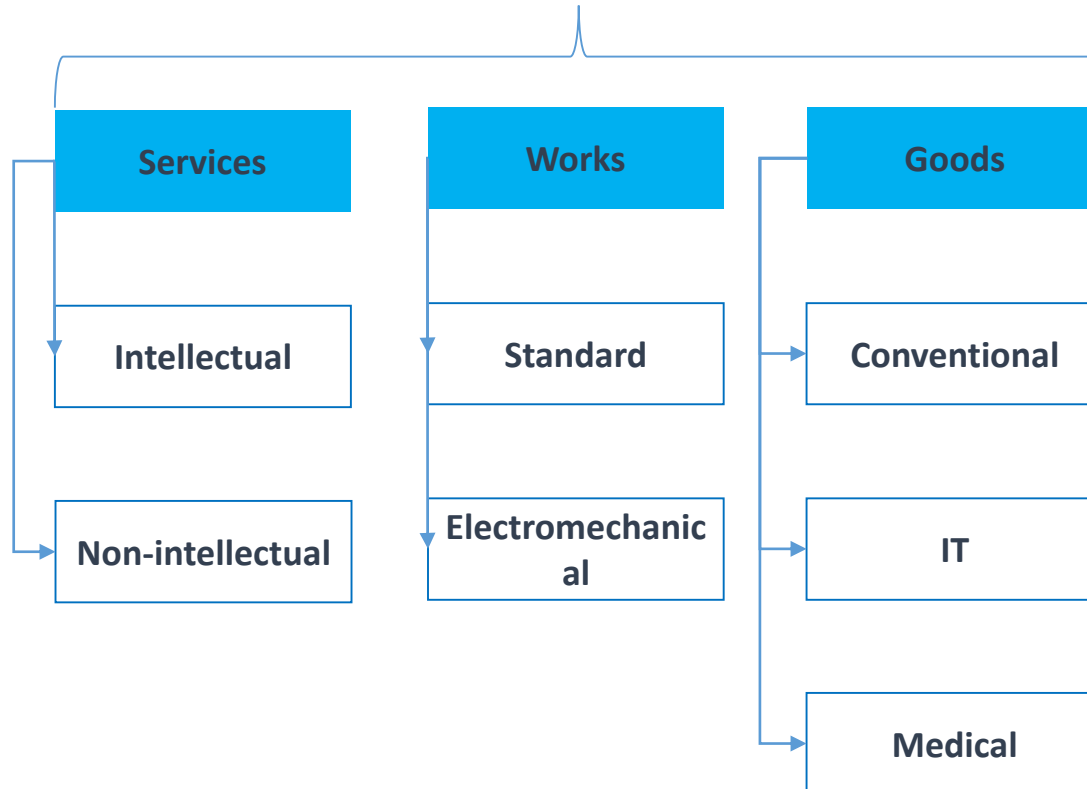 Services
Works
Goods
Intellectual
Standard
Conventional
Non-intellectual
Electromechanic
al
IT
Medical